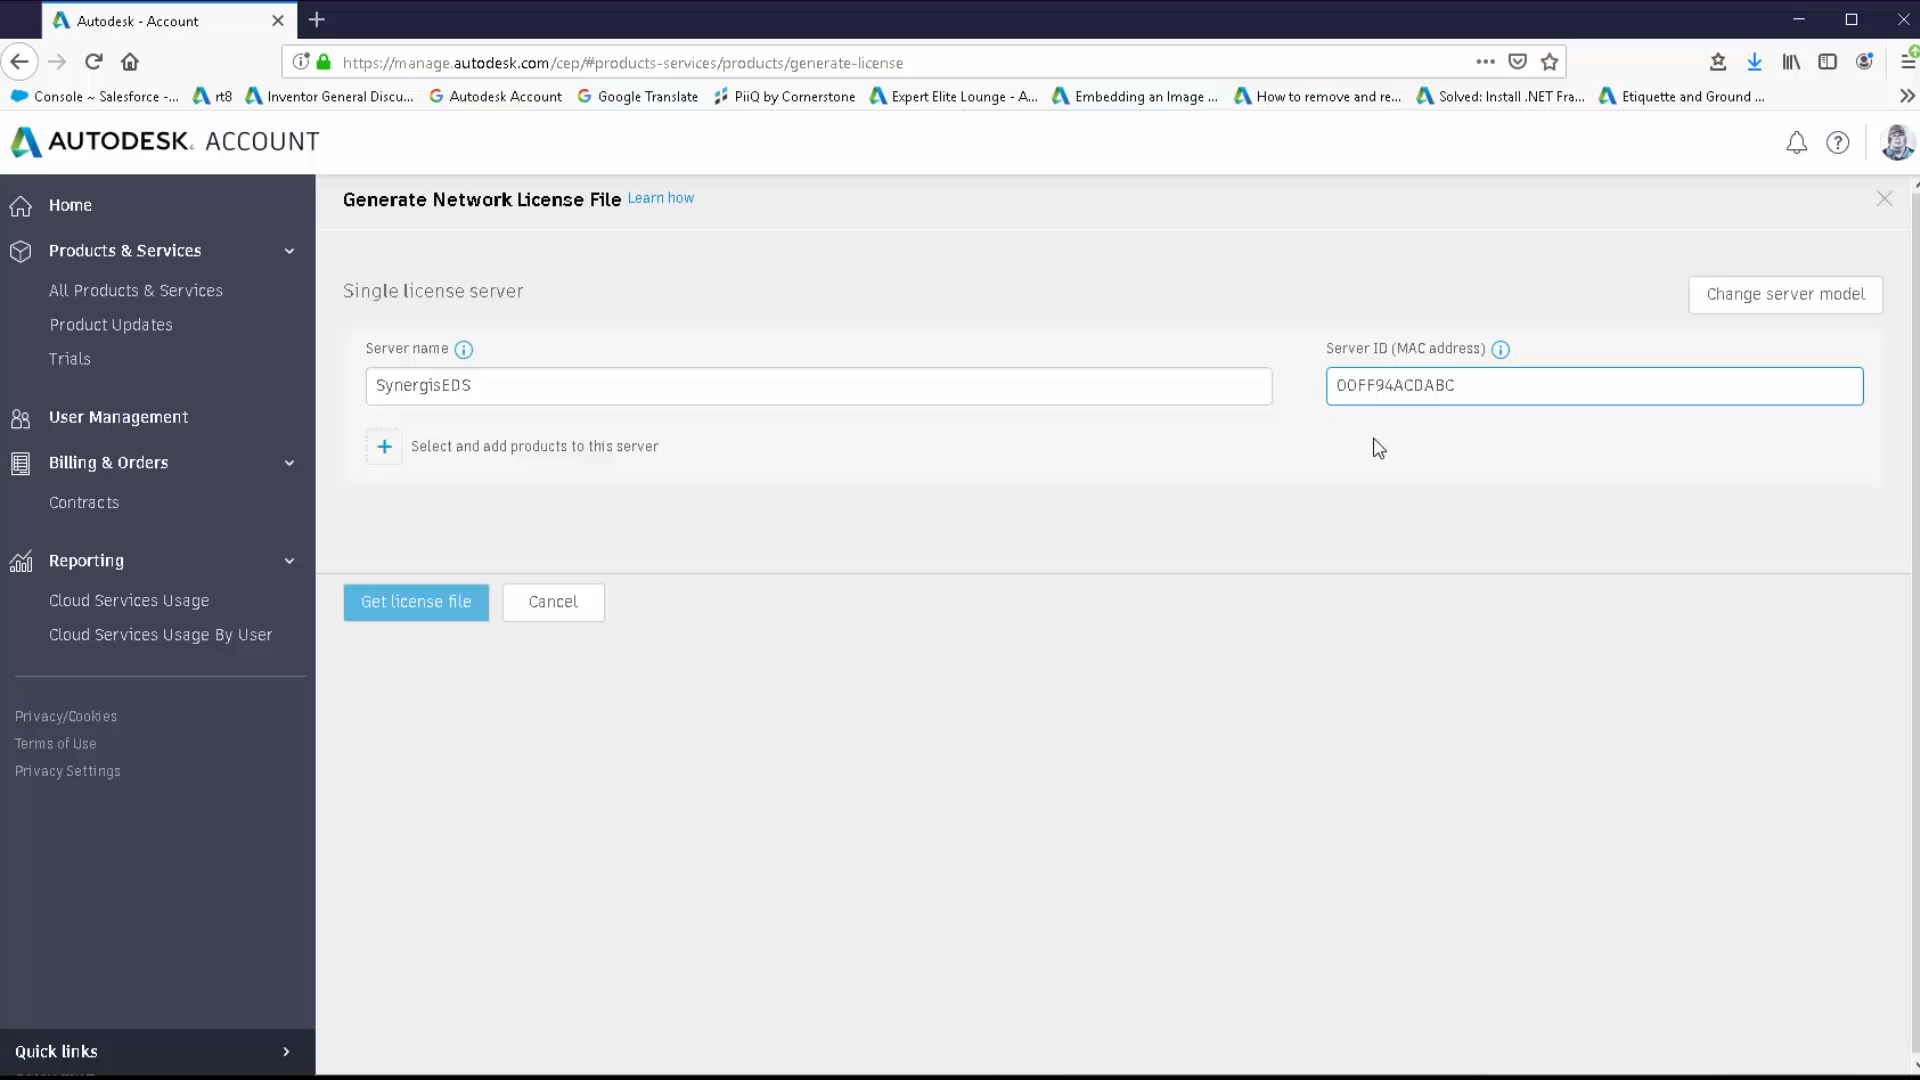 Autodesk - Account
https://manage.autodesk.com/cep/#products-services/products/generate-license
Console ~ Salesforce -... rt8 Inventor General Discu... Autodesk Account Google Translate PiiQ by Cornerstone Expert Elite Lounge - A... Embedding an Image ... How to remove and re... Solved: Install .NET Fra... Etiquette and Ground ...
AUTODESK. ACCOUNT
Home
Products & Services
All Products & Services
Product Updates
Trials
User Management
Billing & Orders
Contracts
Reporting
Cloud Services Usage
Cloud Services Usage By User
Privacy/Cookies
Terms of Use
Privacy Settings
Quick links
Generate Network License File Learn how
Single license server
Change server model
Server name
Server ID (MAC address)
SynergisEDS
00FF94ACDABC
Select and add products to this server
Get license file
Cancel